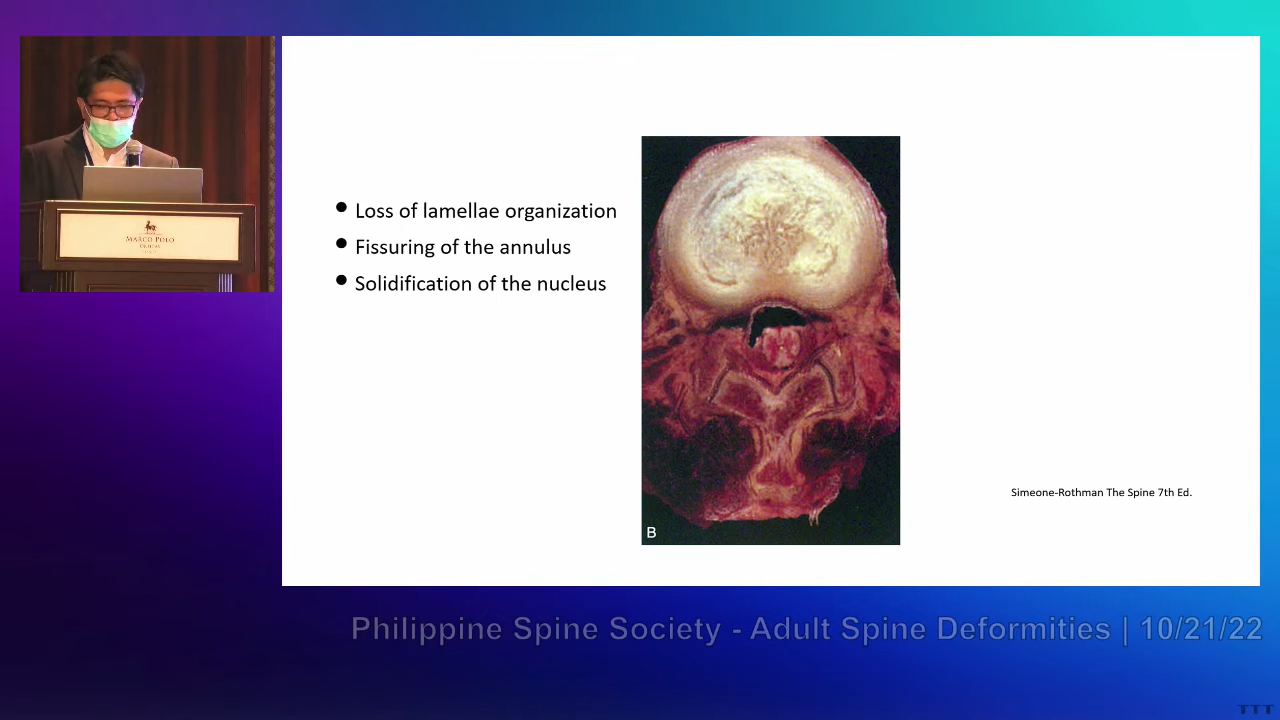 MARCO POLO
Loss of lamellae organization
Fissuring of the annulus
Solidification of the nucleus
B
Simeone-Rothman The Spine 7th Ed.
Philippine Spine Society - Adult Spine Deformities | 10/21/22